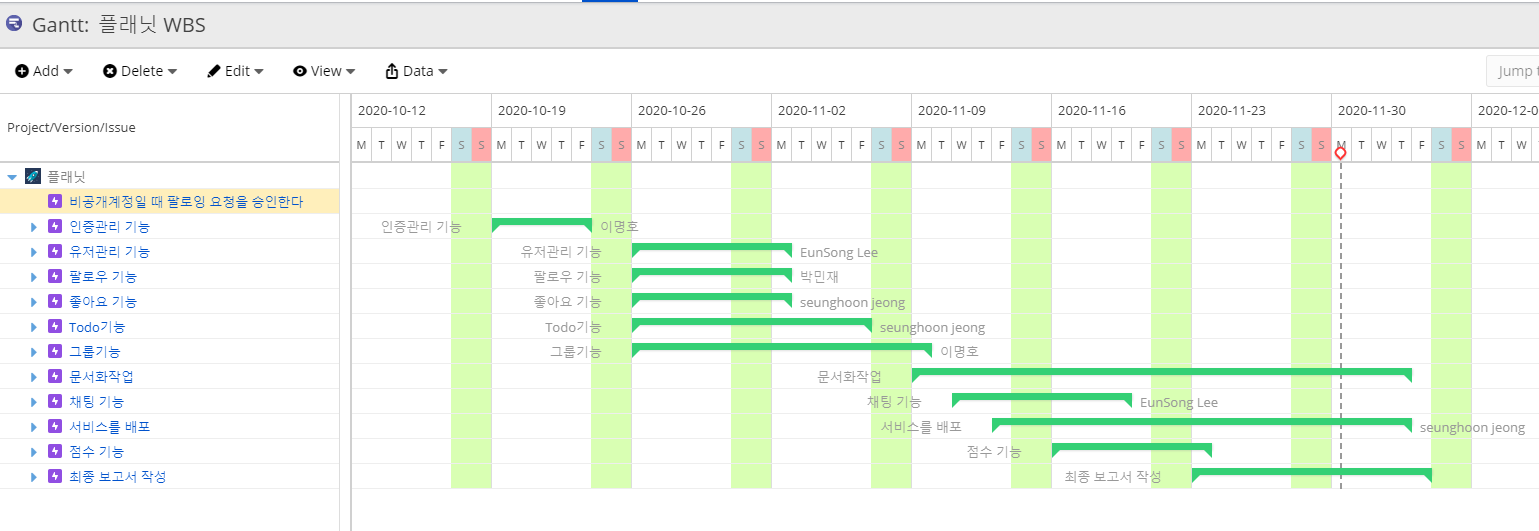 Gantt: 플래닛 WBS
Add Delete Edit View Data Jump t
Project/Version/Issue 2020-10-12 2020-10-19 2020-10-26 2020-11-02 2020-11-09 2020-11-16 2020-11-23 2020-11-30 2020-12-0
M T W T F S S M T W T F S S M T W T F S S M T W T F S S M T W T F S S M T W T F S S M T W T F S S M T W T F S S M T W
플래닛
비공개계정일 때 팔로잉 요청을 승인한다
인증관리 기능 인증관리 기능 이명호
유저관리 기능 유저관리 기능 EunSong Lee
팔로우 기능 팔로우 기능 박민재
좋아요 기능 좋아요 기능 seunghoon jeong
Todo기능 Todo기능 seunghoon jeong
그룹기능 그룹기능 이명호
문서화작업 문서화작업
채팅 기능 채팅 기능 EunSong Lee
서비스를 배포 서비스를 배포 seunghoon jeong
점수 기능 점수 기능
최종 보고서 작성 최종 보고서 작성